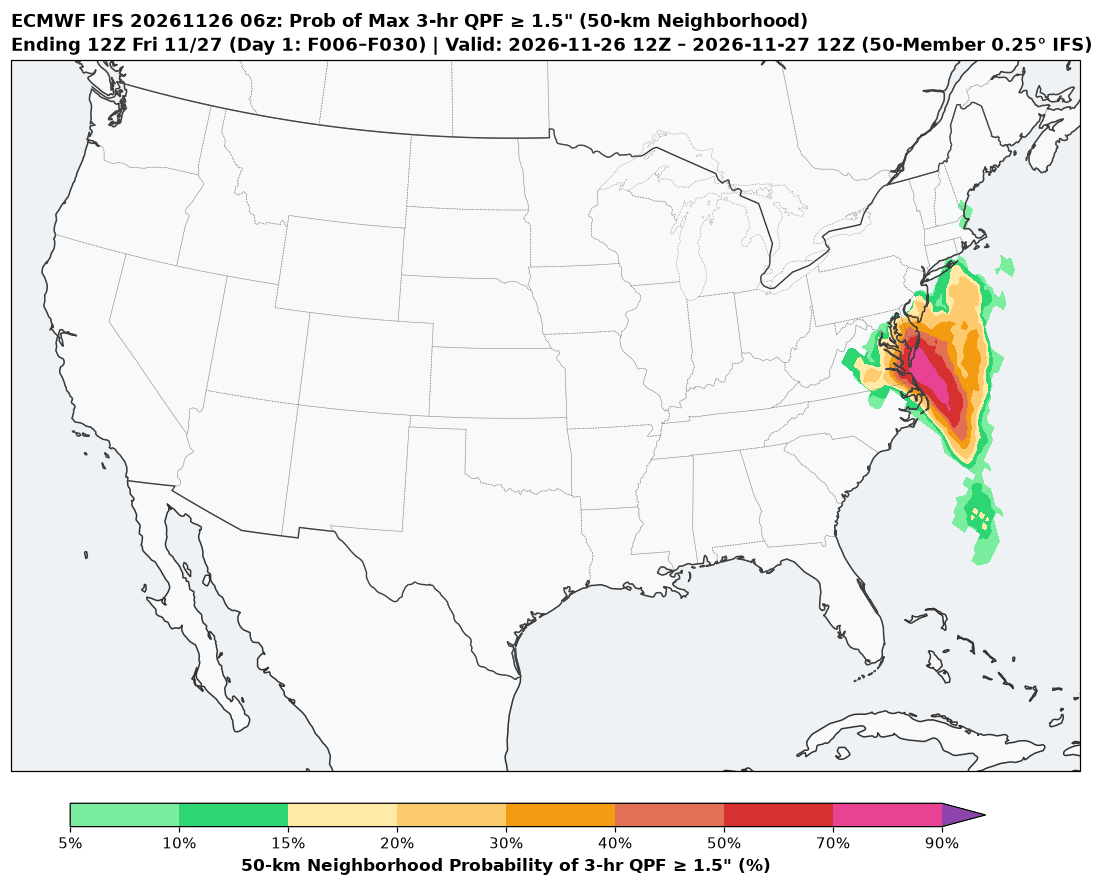 ECMWF IFS 20261126 06z: Prob of Max 3-hr QPF ≥ 1.5" (50-km Neighborhood)
Ending 12Z Fri 11/27 (Day 1: F006–F030) | Valid: 2026-11-26 12Z – 2026-11-27 12Z (50-Member 0.25° IFS)
5% 10% 15% 20% 30% 40% 50% 70% 90%
50-km Neighborhood Probability of 3-hr QPF ≥ 1.5" (%)